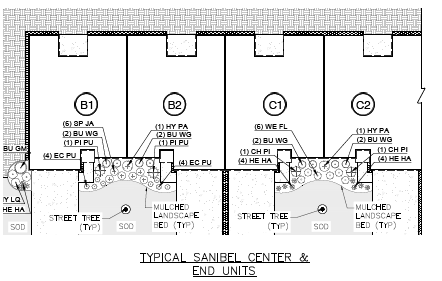 B1
B2
C1
C2
(6) SP JA
(2) BU WG
(1) PI PU
(4) EC PU
(1) HY PA
(2) BU WG
(1) PI PU
(4) EC PU
(6) WE FL
(2) BU WG
(1) CH PI
(4) HE HA
(1) HY PA
(2) BU WG
(1) CH PI
(4) HE HA
BU GM
Y LQ
HE HA
SOD
STREET TREE
(TYP)
SOD
MULCHED
LANDSCAPE
BED (TYP)
SOD
STREET TREE
(TYP)
SOD
MULCHED
LANDSCAPE
BED (TYP)
TYPICAL SANIBEL CENTER &
END UNITS